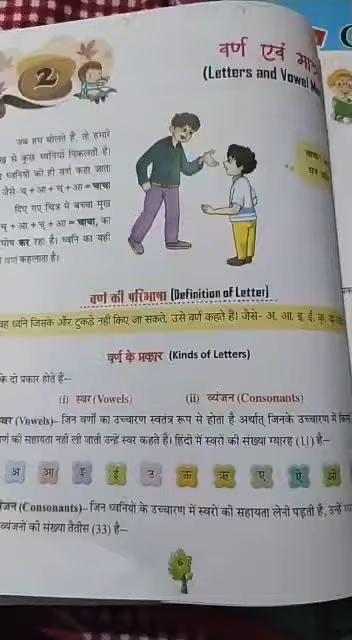 2
वर्ण एवं
(Letters and Vowel
जब हम बोलते हैं, तो हमारे
से कुछ ध्वनियाँ निकलती हैं।
ध्वनियों को ही वर्ण कहा जाता
जैसे- च् + आ + च् + आ = चाचा
दिए गए चित्र में बच्चा मुख
च् + आ + च् + आ = चाचा, का
घोष कर रहा है। ध्वनि का यही
वर्ण कहलाता है।
वर्ण की परिभाषा (Definition of Letter)
वह ध्वनि जिसके और टुकड़े नहीं किए जा सकते, उसे वर्ण कहते हैं। जैसे- अ, आ, इ, ई, क्,
वर्ण के प्रकार (Kinds of Letters)
के दो प्रकार होते हैं–
(i) स्वर (Vowels) (ii) व्यंजन (Consonants)
स्वर (Vowels)– जिन वर्णों का उच्चारण स्वतंत्र रूप से होता है अर्थात् जिनके उच्चारण में
वर्ण की सहायता नहीं ली जाती उन्हें स्वर कहते हैं। हिंदी में स्वरों की संख्या ग्यारह (11) है–
अ आ इ ई उ ऊ ऋ ए ऐ ओ
(Consonants)– जिन ध्वनियों के उच्चारण में स्वरों की सहायता लेनी पड़ती है, उन्हें
व्यंजनों की संख्या तैंतीस (33) है–
6